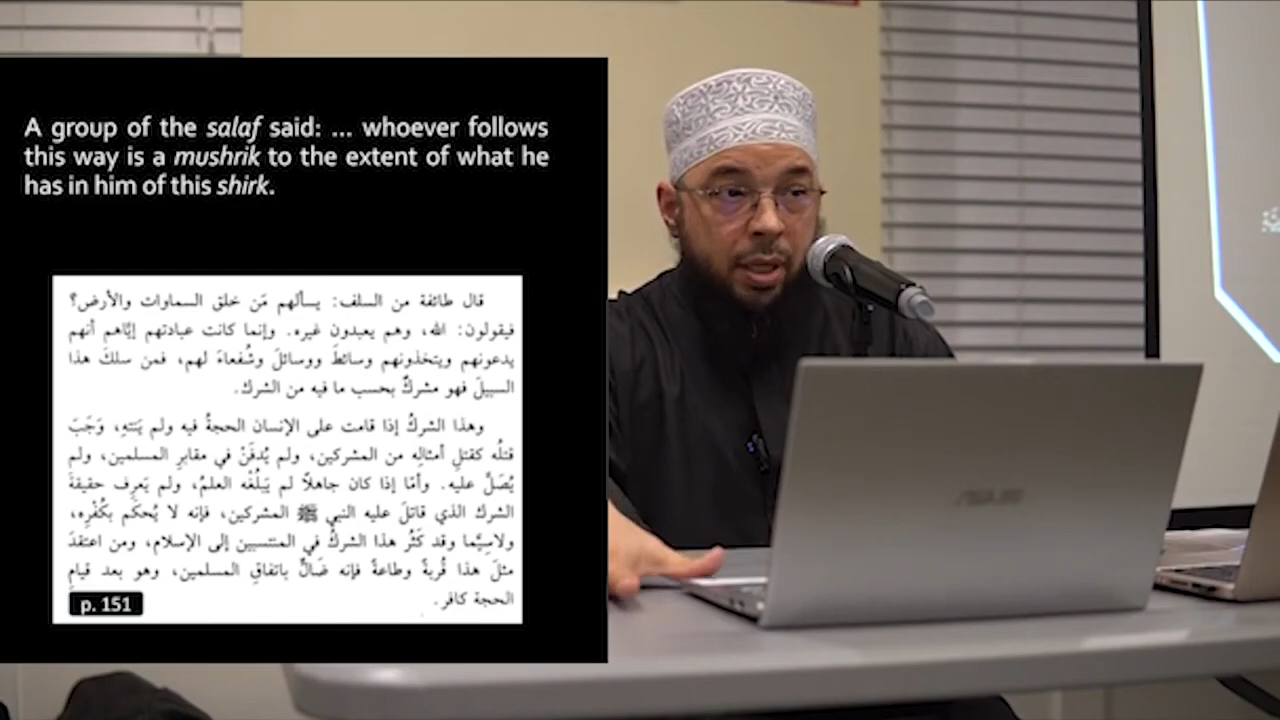 A group of the salaf said: ... whoever follows
this way is a mushrik to the extent of what he
has in him of this shirk.
قال طائفة من السلف: يسألهم مَن خلق السماوات والأرض؟
فيقولون: الله، وهم يعبدون غيره. وإنما كانت عبادتهم إيَّاهم أنهم
يدعونهم ويتخذونهم وسائطَ ووسائلَ وشُفعاءَ لهم، فمن سلكَ هذا
السبيلَ فهو مشركٌ بحسب ما فيه من الشرك.
وهذا الشركُ إذا قامت على الإنسان الحجةُ فيه ولم يَنتهِ، وَجَبَ
قتلُه كقتلِ أمثالِه من المشركين، ولم يُدفَنْ في مقابرِ المسلمين، ولم
يُصَلَّ عليه. وأمَّا إذا كان جاهلاً لم يَبلُغْه العلمُ، ولم يَعرِف حقيقةَ
الشرك الذي قاتلَ عليه النبي ﷺ المشركين، فإنه لا يُحكَم بكُفْرِه،
ولاسِيَّما وقد كَثُر هذا الشركُ في المنتسبين إلى الإسلام، ومن اعتقدَ
مثلَ هذا قُربةً وطاعةً فإنه ضَالٌّ باتفاقِ المسلمين، وهو بعد قيامِ
الحجة كافر.
p. 151
ASUS